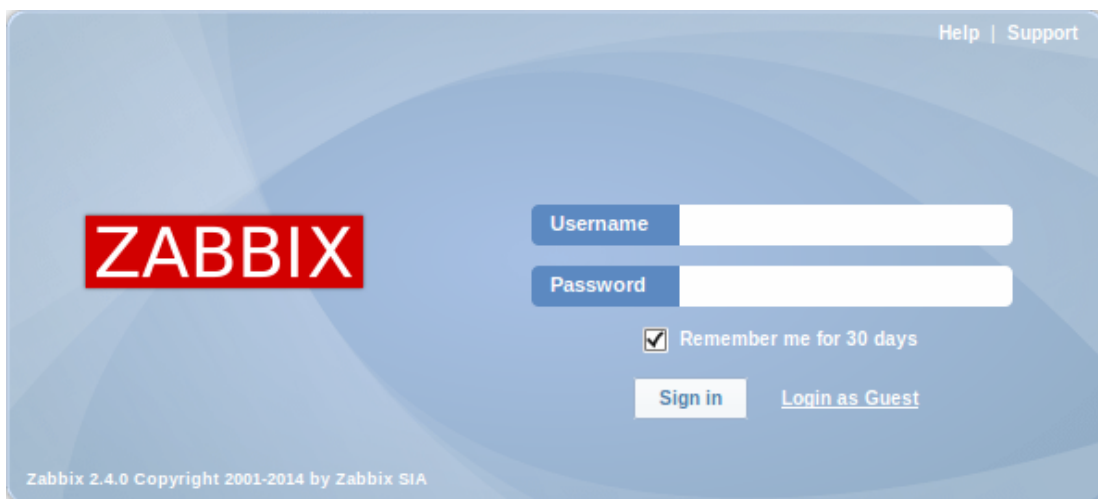 Help | Support
ZABBIX
Username
Password
Remember me for 30 days
Sign in Login as Guest
Zabbix 2.4.0 Copyright 2001-2014 by Zabbix SIA